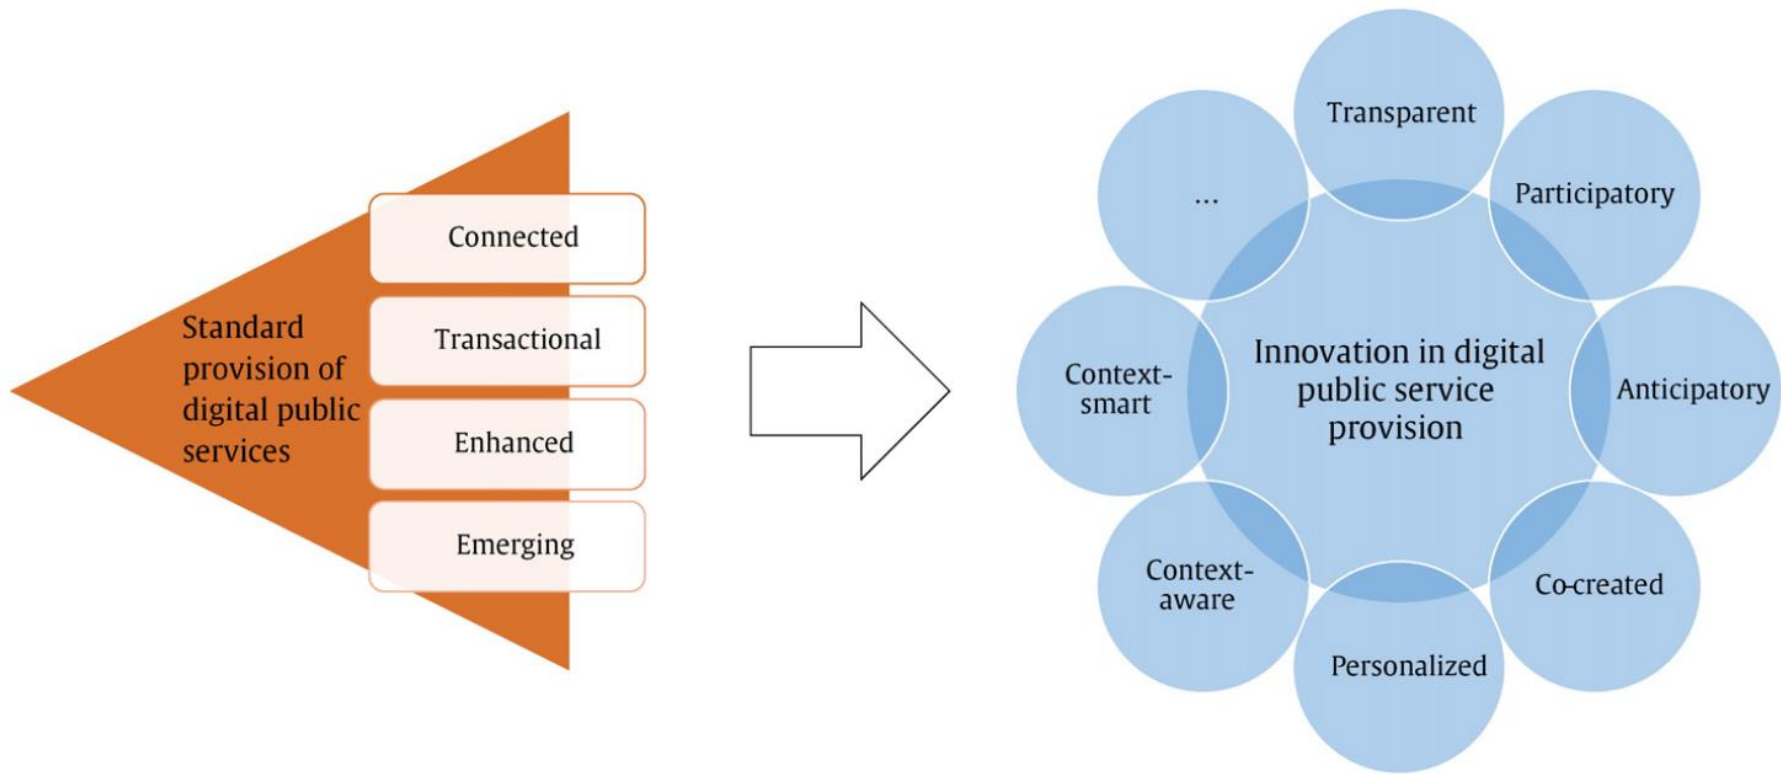 Standard
provision of
digital public
services
Connected
Transactional
Enhanced
Emerging
Transparent
Participatory
Anticipatory
Co-created
Personalized
Context-
aware
Context-
smart
...
Innovation in digital
public service
provision